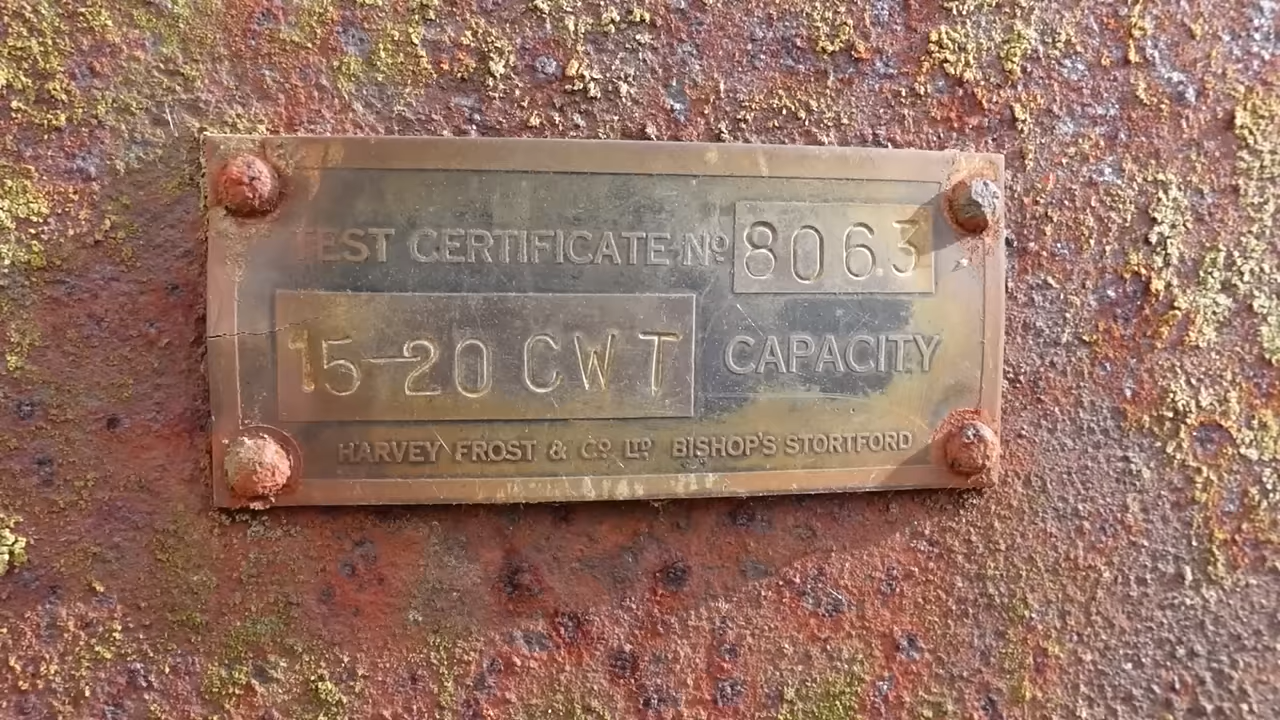 TEST CERTIFICATE Nº 8063
15-20 CWT CAPACITY
HARVEY FROST & Cº LTD BISHOP'S STORTFORD